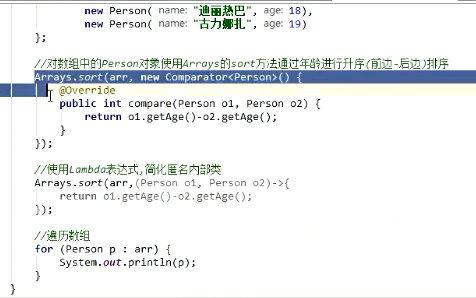 new Person( name: "迪丽热巴", age: 18),
new Person( name: "古力娜扎", age: 19)
};
//对数组中的Person对象使用Arrays的sort方法通过年龄进行升序(前边-后边)排序
Arrays.sort(arr, new Comparator<Person>() {
@Override
public int compare(Person o1, Person o2) {
return o1.getAge()-o2.getAge();
}
});
//使用Lambda表达式,简化匿名内部类
Arrays.sort(arr,(Person o1, Person o2)->{
return o1.getAge()-o2.getAge();
});
//遍历数组
for (Person p : arr) {
System.out.println(p);
}
}